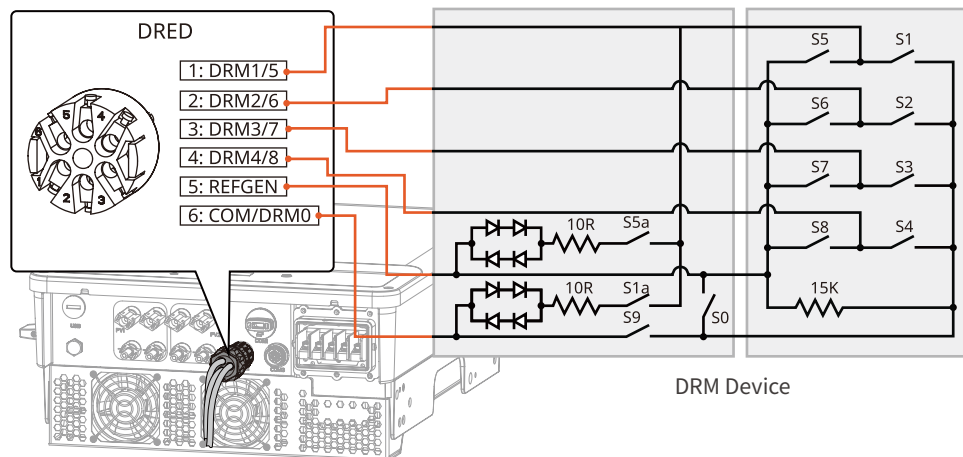 DRED
1: DRM1/5
2: DRM2/6
3: DRM3/7
4: DRM4/8
5: REFGEN
6: COM/DRM0
5 4
2 3
10R S5a
10R S1a
S9
S0
S5 S1
S6 S2
S7 S3
S8 S4
15K
DRM Device